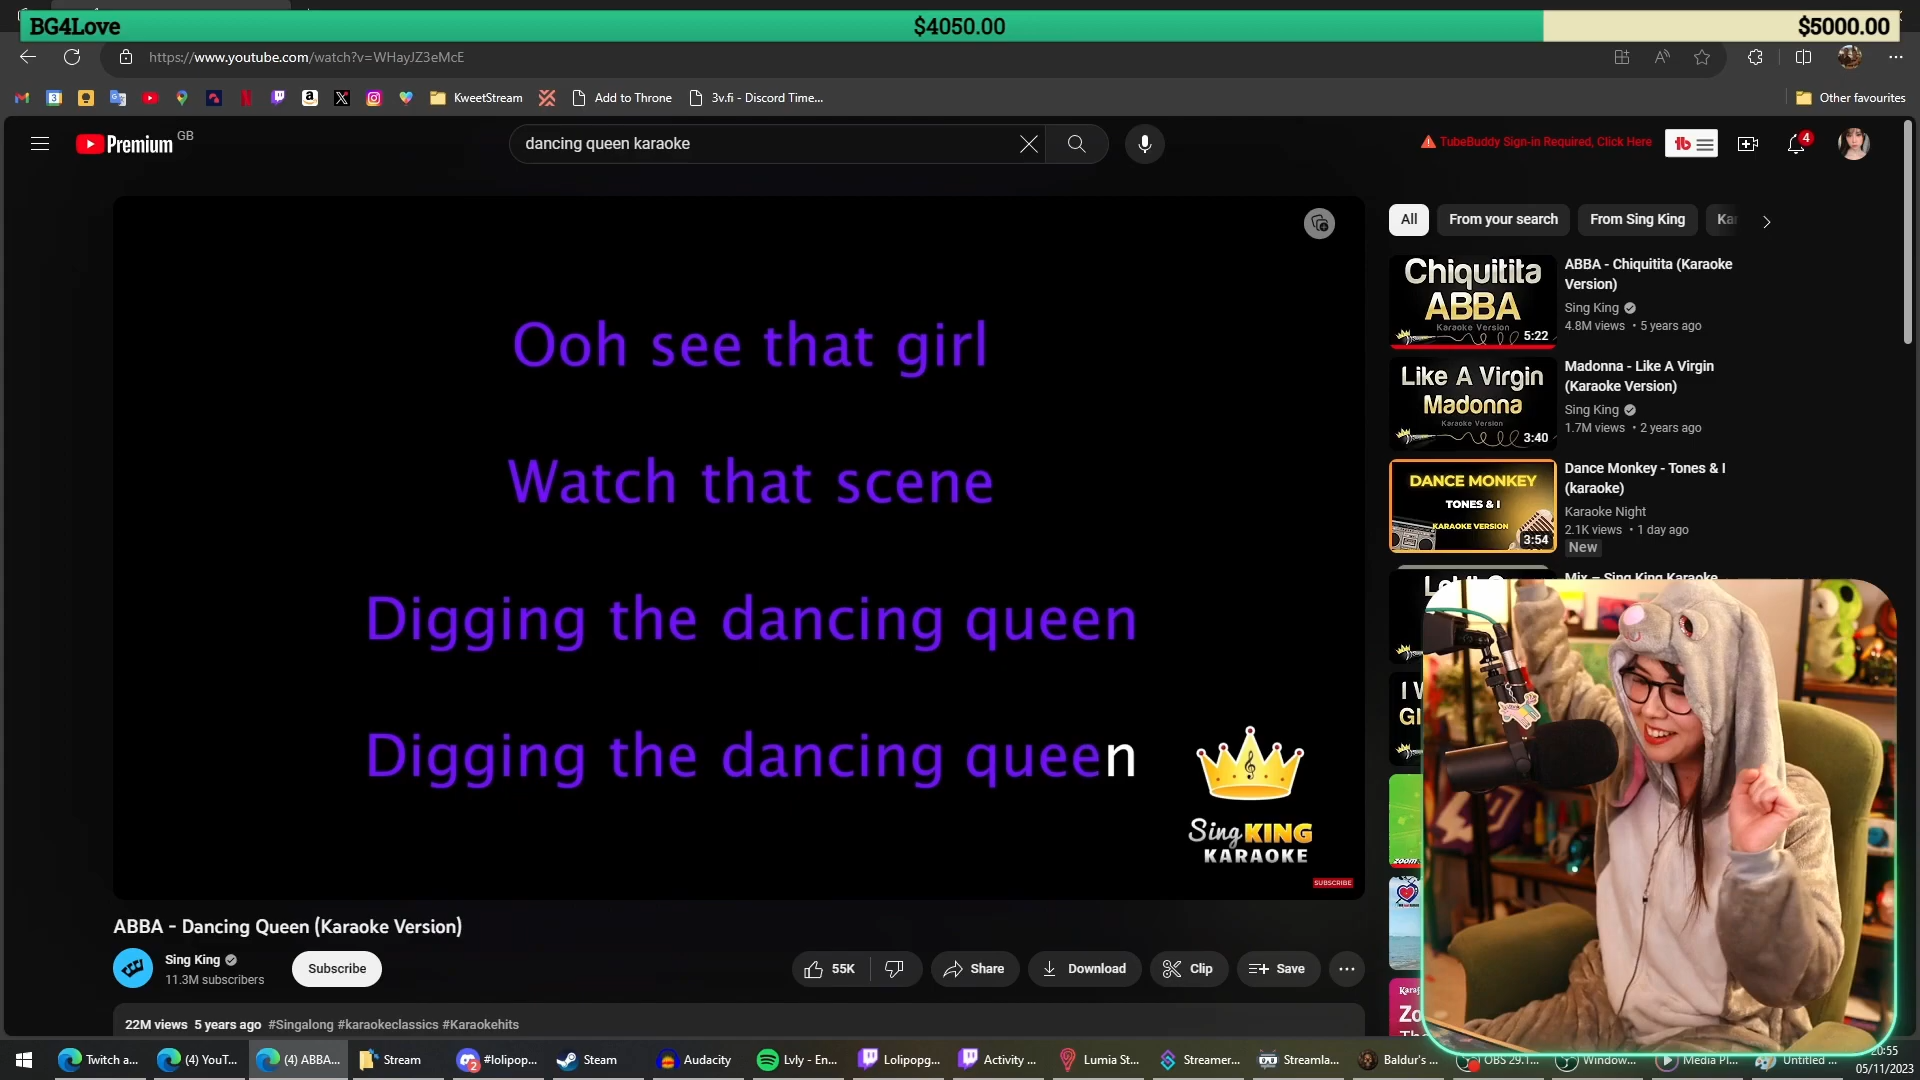 BG4Love
$4050.00
$5000.00
https://www.youtube.com/watch?v=WHayJZ3eMcE
KweetStream
Add to Throne
3v.fi - Discord Time...
Other favourites
Premium GB
dancing queen karaoke
TubeBuddy Sign-in Required, Click Here
tb
4
Ooh see that girl
Watch that scene
Digging the dancing queen
Digging the dancing queen
Sing KING
KARAOKE
SUBSCRIBE
All
From your search
From Sing King
Chiquitita
ABBA
Karaoke Version
5:22
ABBA - Chiquitita (Karaoke
Version)
Sing King
4.8M views • 5 years ago
Like A Virgin
Madonna
Karaoke Version
3:40
Madonna - Like A Virgin
(Karaoke Version)
Sing King
1.7M views • 2 years ago
DANCE MONKEY
TONES & I
KARAOKE VERSION
3:54
Dance Monkey - Tones & I
(karaoke)
Karaoke Night
2.1K views • 1 day ago
New
Mix – Sing King Karaoke
zoom
ABBA - Dancing Queen (Karaoke Version)
Sing King
11.3M subscribers
Subscribe
55K
Share
Download
Clip
Save
22M views 5 years ago #Singalong #karaokeclassics #Karaokehits
Twitch a...
(4) YouT...
(4) ABBA...
Stream
2
#lolipop...
Steam
Audacity
Lvly - En...
Lolipopg...
Activity ...
Lumia St...
Streamer...
Streamla...
Baldur's ...
OBS 29.1...
Window...
Media Pl...
Untitled ...
20:55
05/11/2023